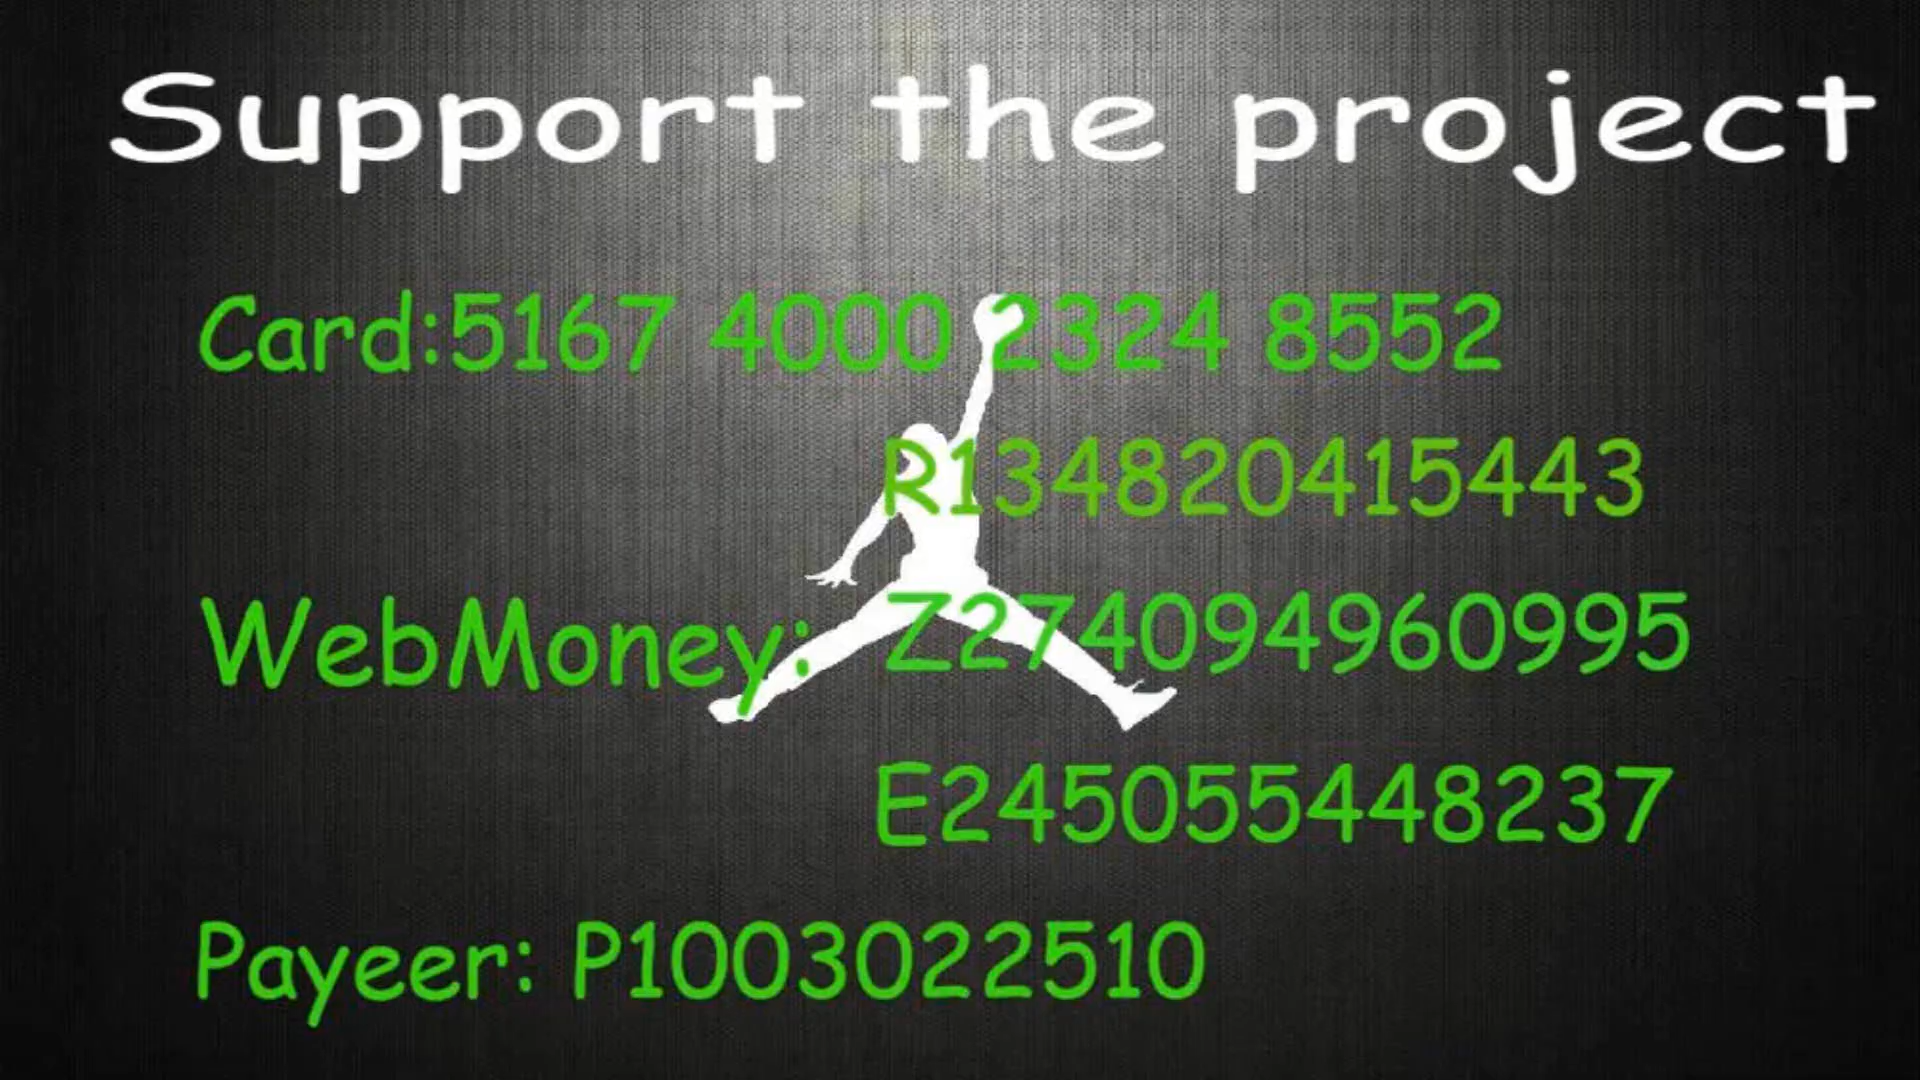 Support the project
Card:5167 4000 2324 8552
R134820415443
WebMoney: Z274094960995
E245055448237
Payeer: P1003022510